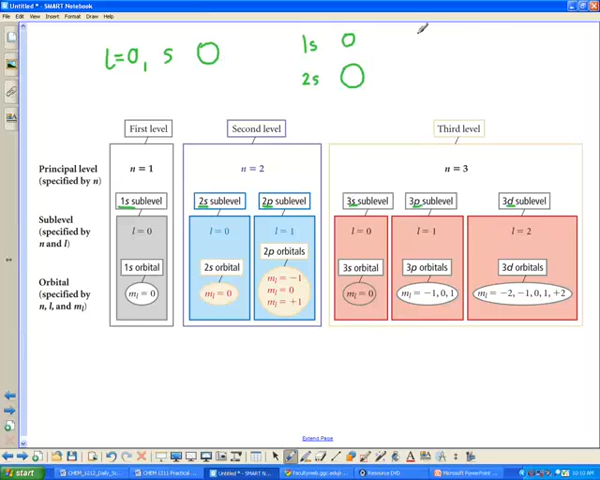 Untitled* - SMART Notebook
File Edit View Insert Format Draw Help
l=0, s
1s
2s
First level
Second level
Third level
Principal level
(specified by n)
n = 1
n = 2
n = 3
1s sublevel
2s sublevel
2p sublevel
3s sublevel
3p sublevel
3d sublevel
Sublevel
(specified by
n and l)
l = 0
l = 0
l = 1
l = 0
l = 1
l = 2
1s orbital
2s orbital
2p orbitals
3s orbital
3p orbitals
3d orbitals
Orbital
(specified by
n, l, and ml)
ml = 0
ml = 0
ml = −1
ml = 0
ml = +1
ml = 0
ml = −1, 0, 1
ml = −2, −1, 0, 1, +2
Extend Page
start
CHEM_1212_Daily_Sc...
CHEM 1211 Practical ...
Untitled * - SMART N...
Resource DVD
Microsoft PowerPoint ...
10:10 AM